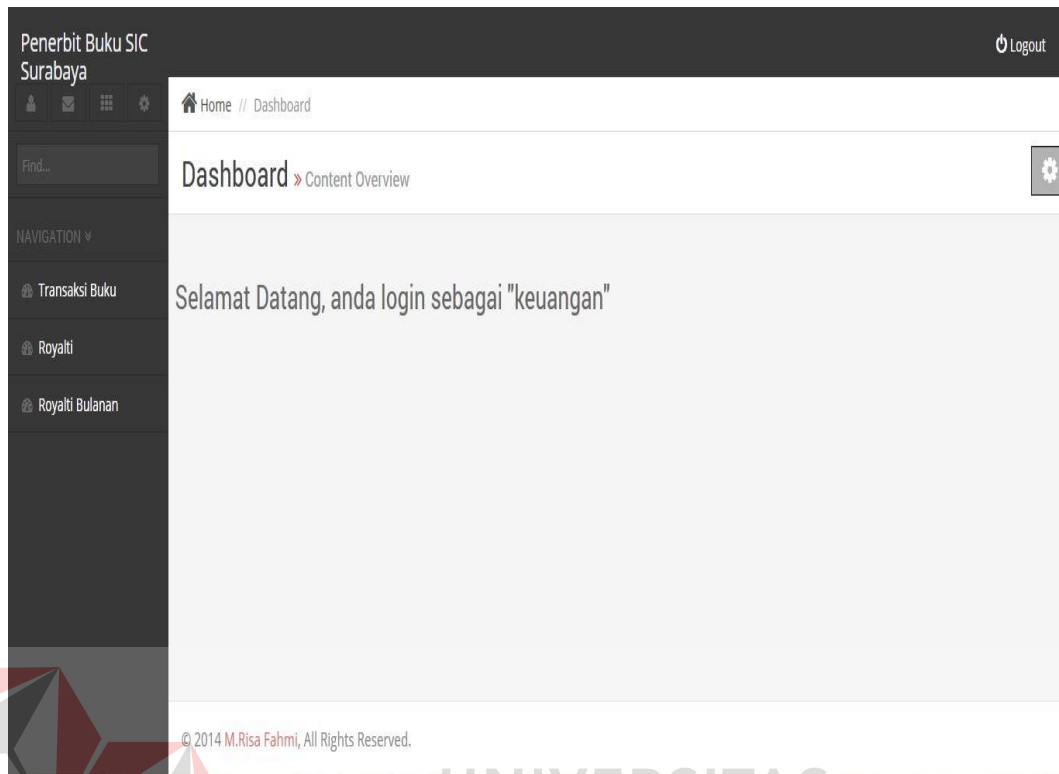 Penerbit Buku SIC
Surabaya
Logout
Home // Dashboard
Find...
Dashboard » Content Overview
NAVIGATION
Transaksi Buku
Selamat Datang, anda login sebagai "keuangan"
Royalti
Royalti Bulanan
© 2014 M.Risa Fahmi, All Rights Reserved.
UNIVERSITAS